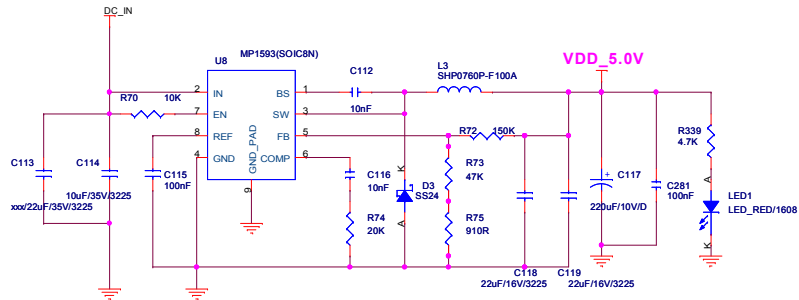 DC_IN
MP1593(SOIC8N)
U8
C112
10nF
L3
SHP0760P-F100A
VDD_5.0V
R70
10K
2
IN
BS
1
7
EN
SW
3
8
REF
FB
5
4
GND
COMP
6
GND_PAD
9
R72
150K
R339
4.7K
C113
xxx/22uF/35V/3225
C114
10uF/35V/3225
C115
100nF
C116
10nF
R74
20K
K
D3
SS24
A
R73
47K
R75
910R
C118
22uF/16V/3225
C119
22uF/16V/3225
+
C117
220uF/10V/D
C281
100nF
A
LED1
LED_RED/1608
K